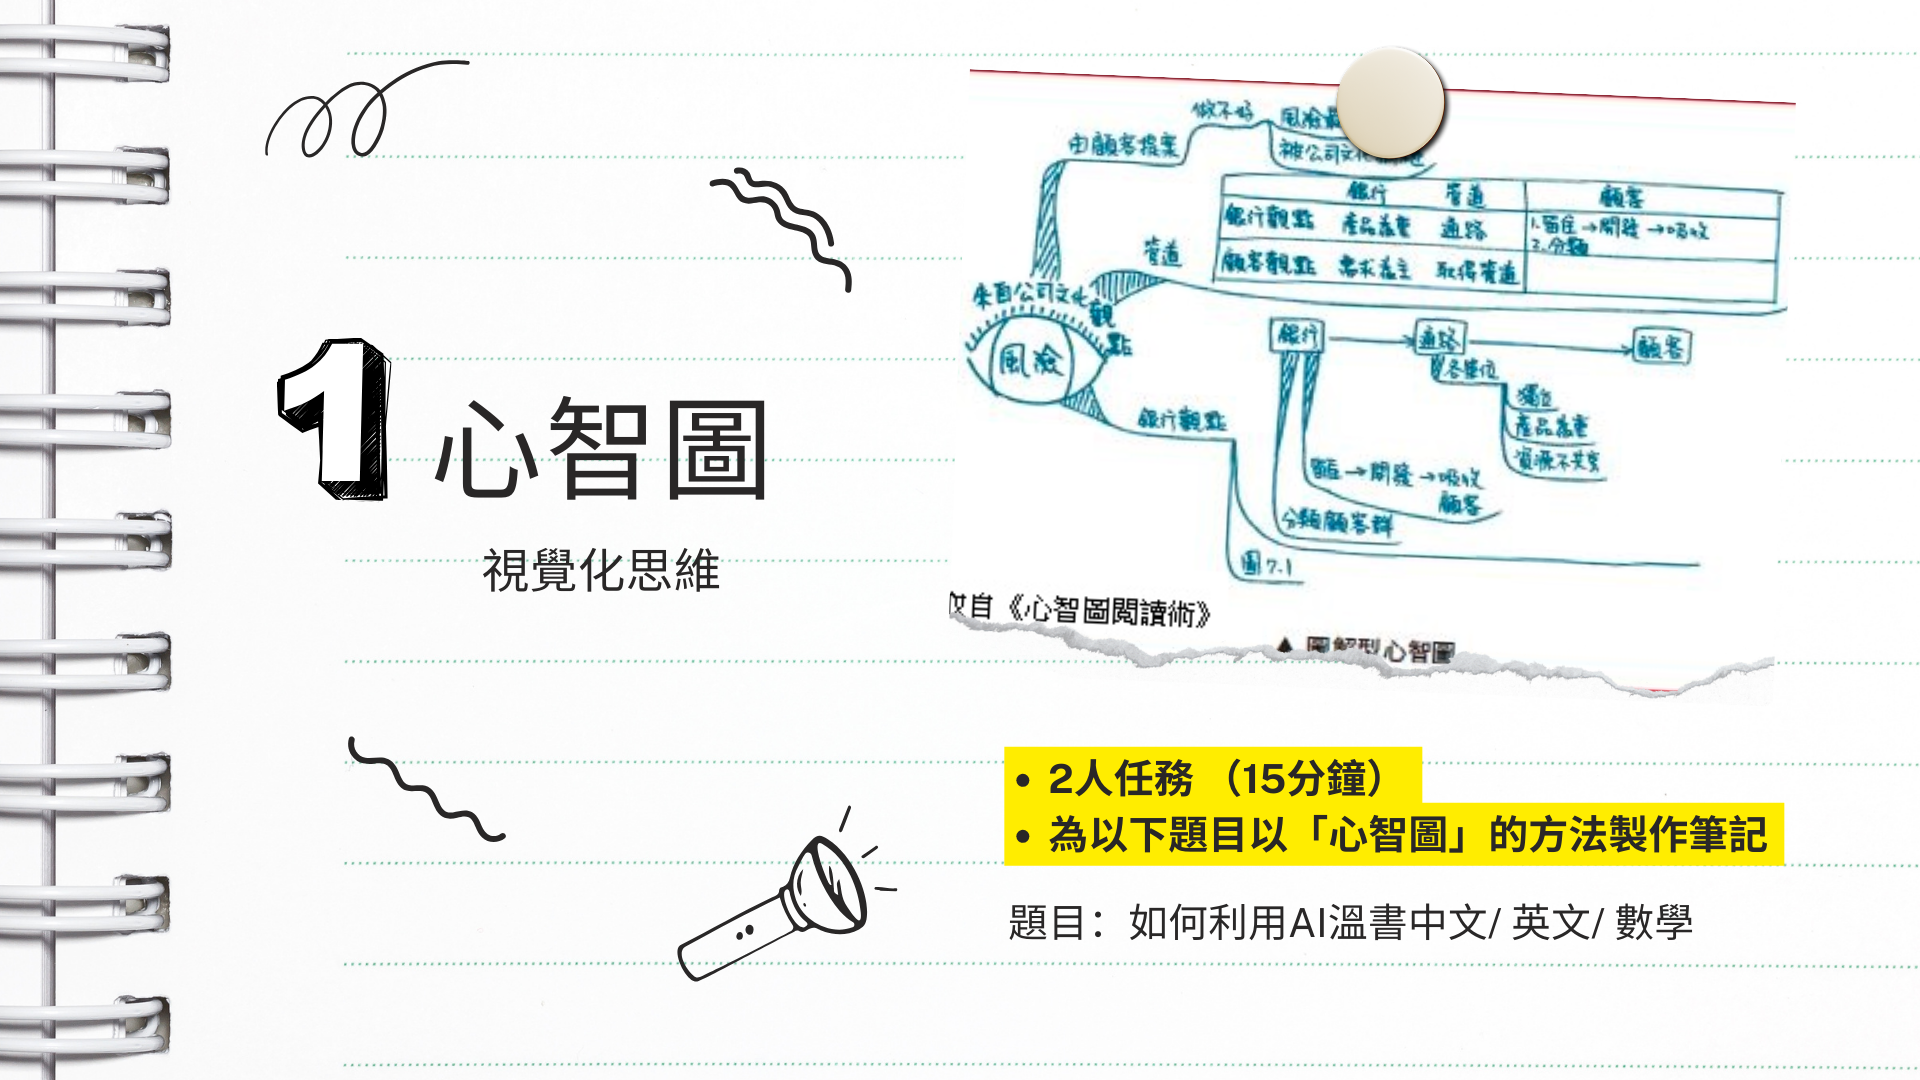 1 心智圖
視覺化思維
做不好
風險
由顧客提案
被公司文化
銀行 管道 顧客
銀行觀點 產品為重 通路 1.留住→開發→吸收
2.分類
顧客觀點 需求為主 取得管道
管道
來自公司文化觀點
風險
銀行 通路 顧客
各單位
獨立
產品為重
資源不共享
銀行觀點
留住→開發→吸收
顧客
分類顧客群
圖7.1
自《心智圖閱讀術》
▲ 圖解型心智圖
• 2人任務 （15分鐘）
• 為以下題目以「心智圖」的方法製作筆記
題目：如何利用AI溫書中文/ 英文/ 數學